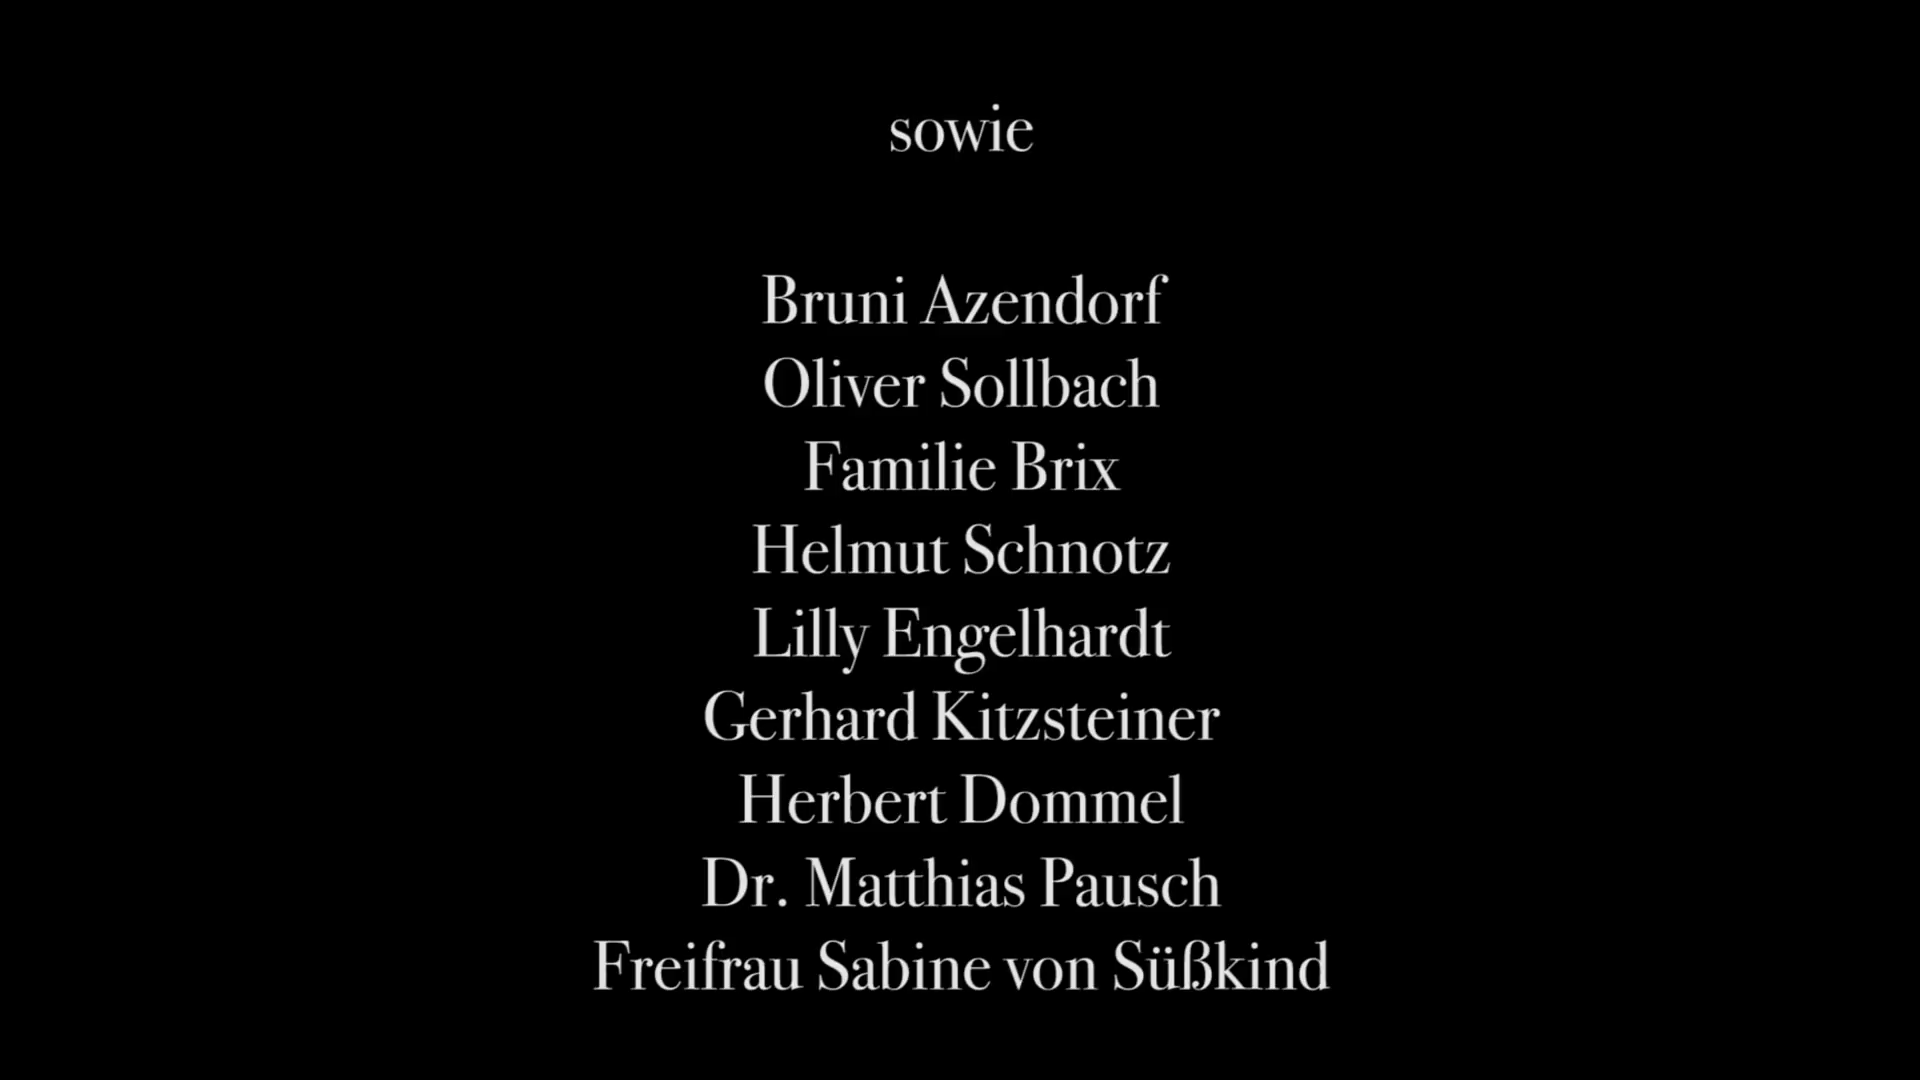 sowie
Bruni Azendorf
Oliver Sollbach
Familie Brix
Helmut Schnotz
Lilly Engelhardt
Gerhard Kitzsteiner
Herbert Dommel
Dr. Matthias Pausch
Freifrau Sabine von Süßkind